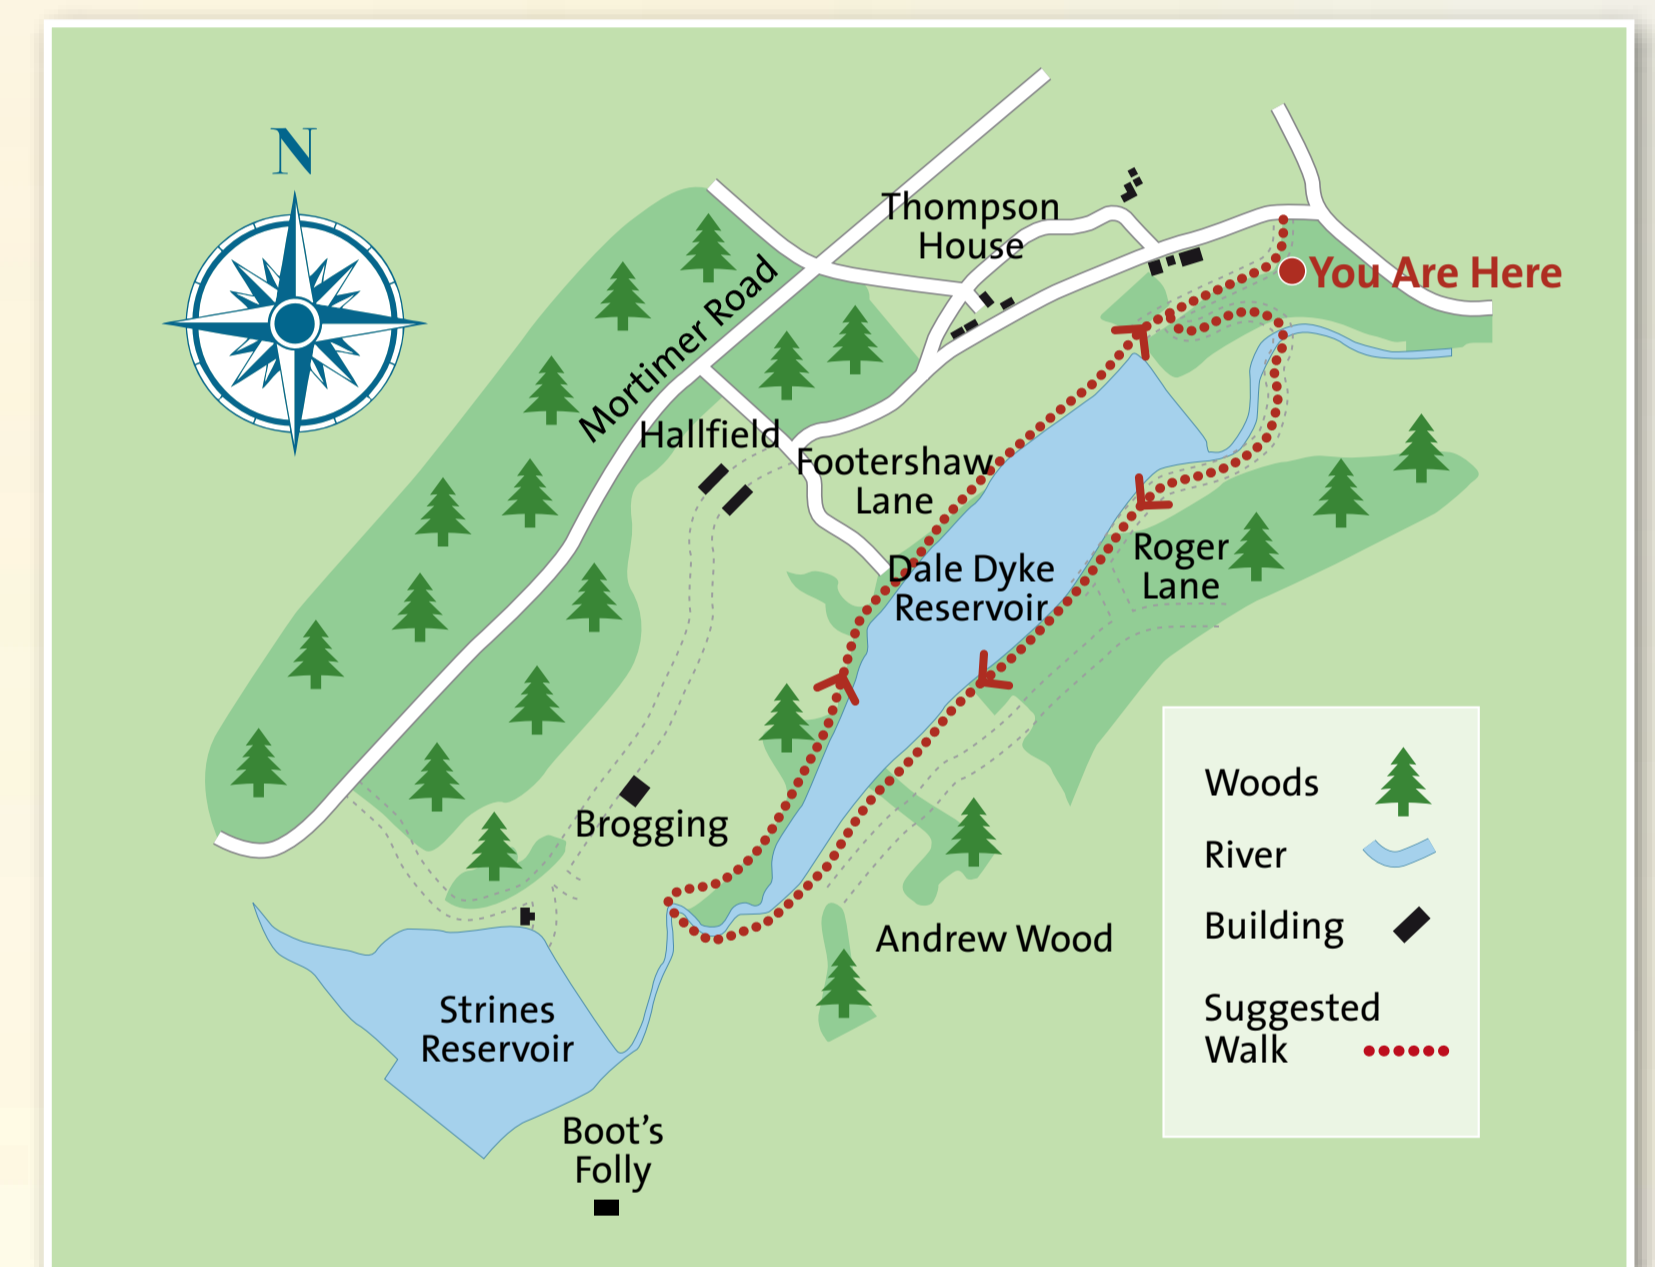 N
Thompson
House
You Are Here
Mortimer Road
Hallfield
Footershaw
Lane
Dale Dyke
Reservoir
Roger
Lane
Brogging
Andrew Wood
Strines
Reservoir
Boot’s
Folly
Woods
River
Building
Suggested
Walk